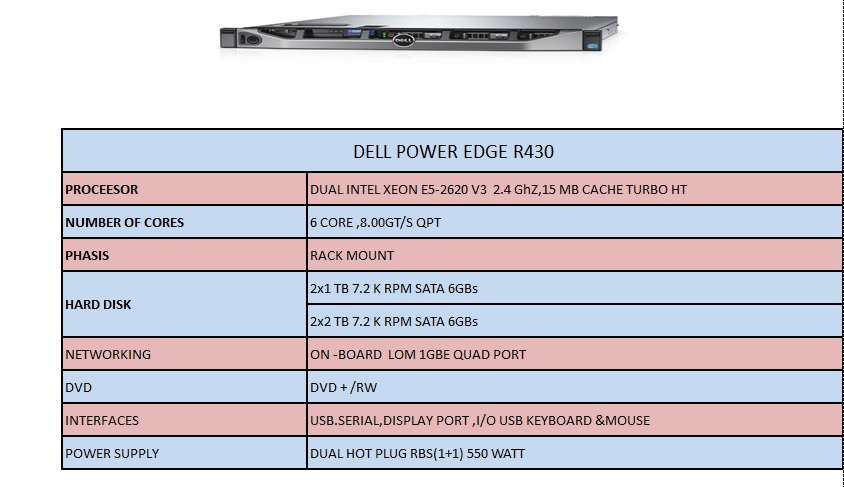 DELL
DELL POWER EDGE R430
PROCEESOR DUAL INTEL XEON E5-2620 V3 2.4 GhZ,15 MB CACHE TURBO HT
NUMBER OF CORES 6 CORE ,8.00GT/S QPT
PHASIS RACK MOUNT
HARD DISK 2x1 TB 7.2 K RPM SATA 6GBs
2x2 TB 7.2 K RPM SATA 6GBs
NETWORKING ON -BOARD LOM 1GBE QUAD PORT
DVD DVD + /RW
INTERFACES USB.SERIAL,DISPLAY PORT ,I/O USB KEYBOARD &MOUSE
POWER SUPPLY DUAL HOT PLUG RBS(1+1) 550 WATT